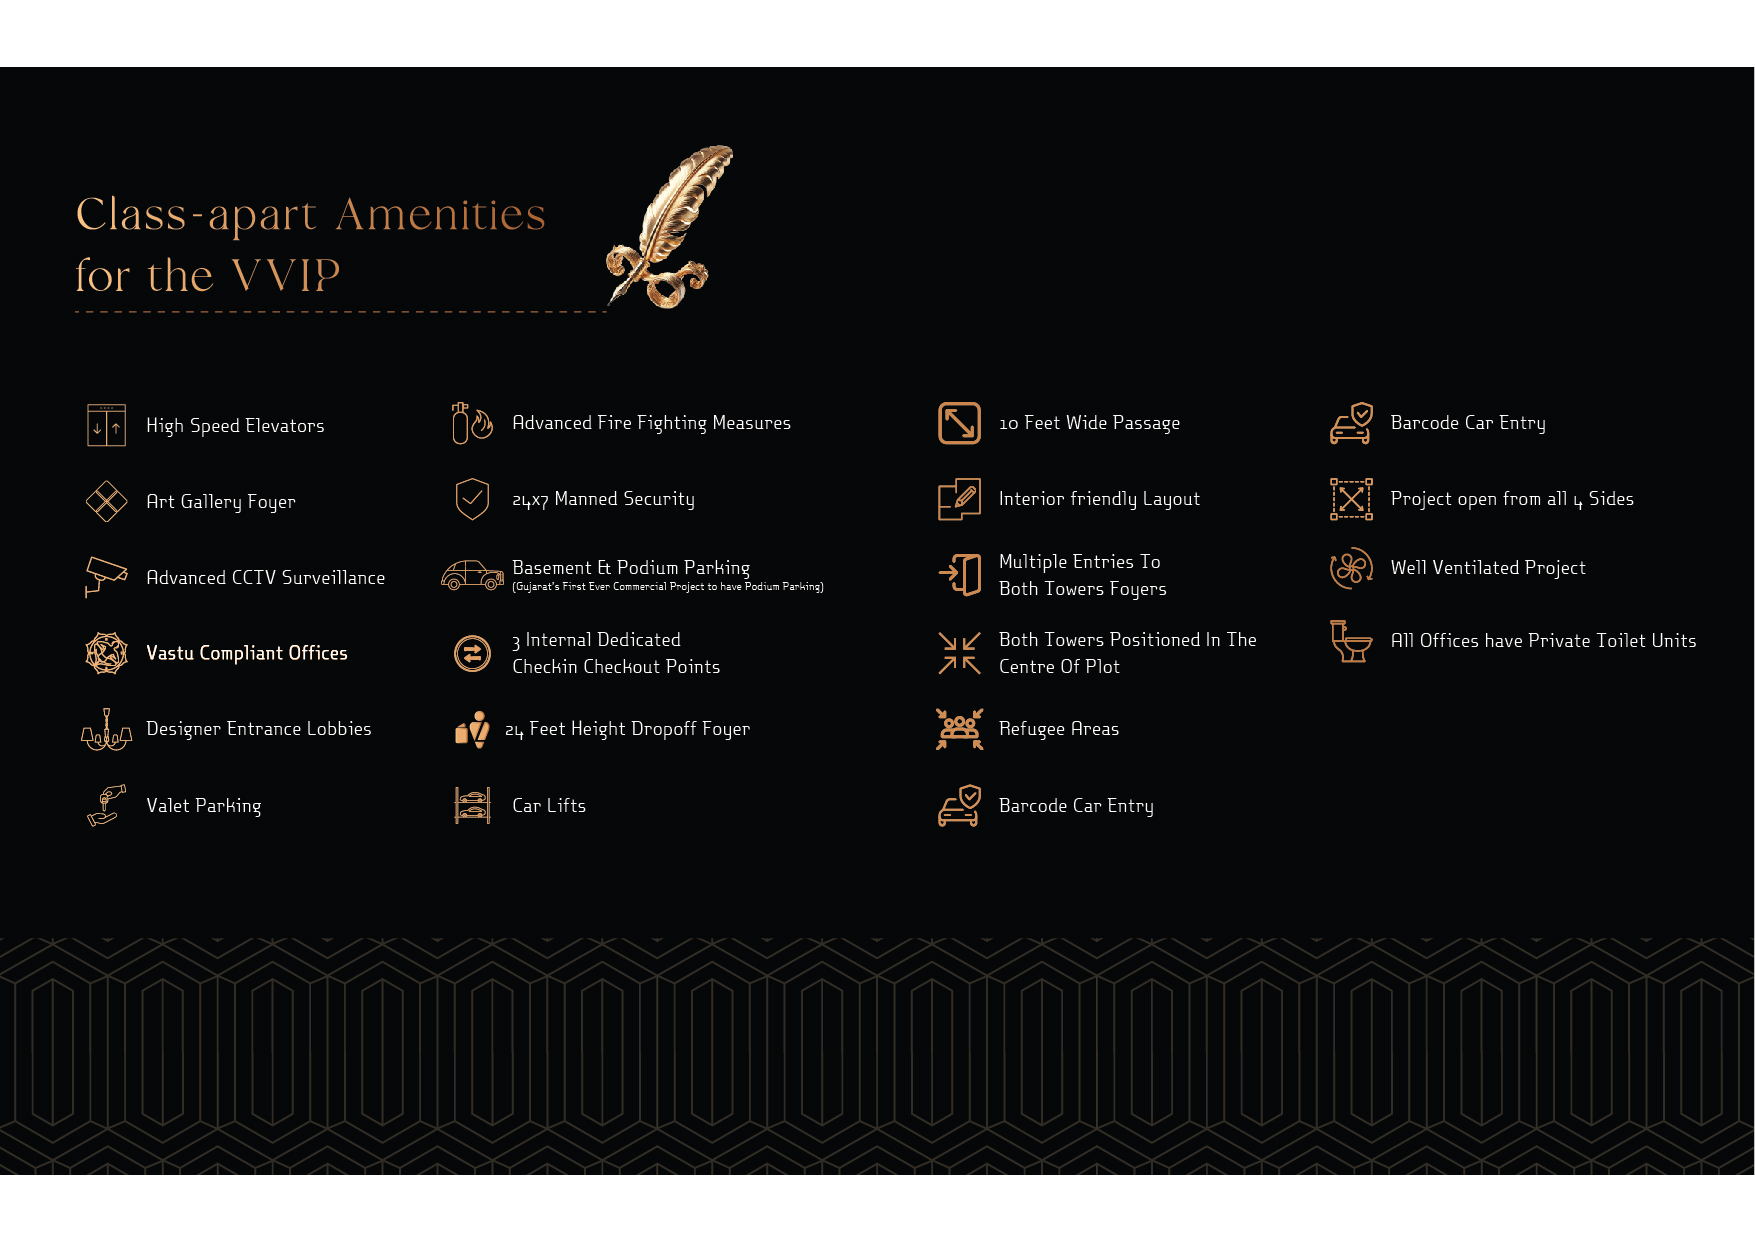 Class-apart Amenities
for the VVIP
High Speed Elevators
Art Gallery Foyer
Advanced CCTV Surveillance
Vastu Compliant Offices
Designer Entrance Lobbies
Valet Parking
Advanced Fire Fighting Measures
24x7 Manned Security
Basement & Podium Parking
(Gujarat's First Ever Commercial Project to have Podium Parking)
3 Internal Dedicated
Checkin Checkout Points
24 Feet Height Dropoff Foyer
Car Lifts
10 Feet Wide Passage
Interior friendly Layout
Multiple Entries To
Both Towers Foyers
Both Towers Positioned In The
Centre Of Plot
Refugee Areas
Barcode Car Entry
Barcode Car Entry
Project open from all 4 Sides
Well Ventilated Project
All Offices have Private Toilet Units